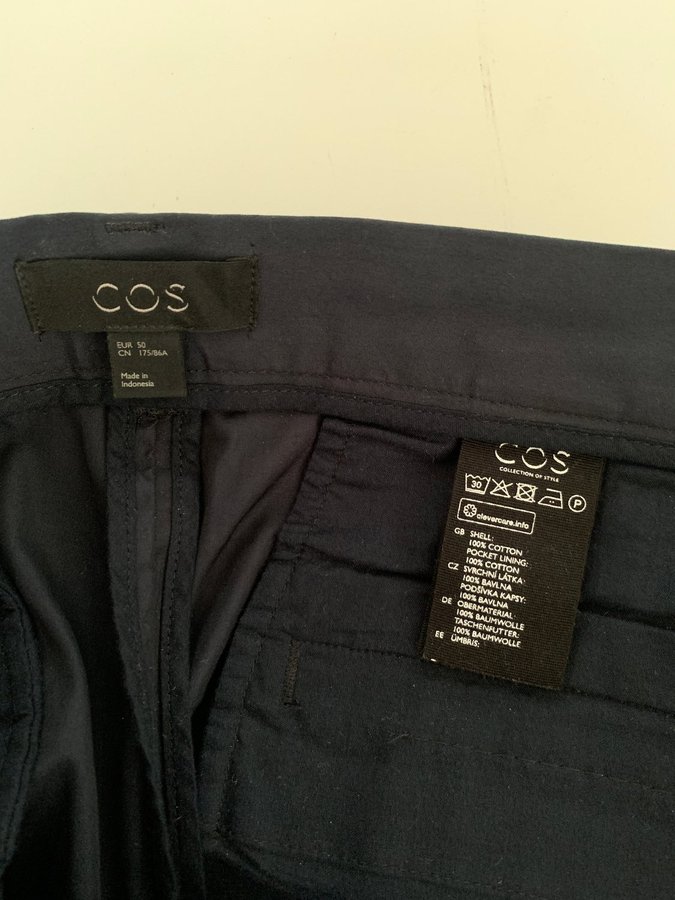 COS
EUR 50
CN 175/86A
Made in
Indonesia
COS
COLLECTION OF STYLE
30
P
clevercare.info
GB SHELL:
100% COTTON
POCKET LINING:
100% COTTON
CZ SVRCHNÍ LÁTKA:
100% BAVLNA
PODŠÍVKA KAPSY:
100% BAVLNA
DE OBERMATERIAL:
100% BAUMWOLLE
TASCHENFUTTER:
100% BAUMWOLLE
EE ÜMBRIS: